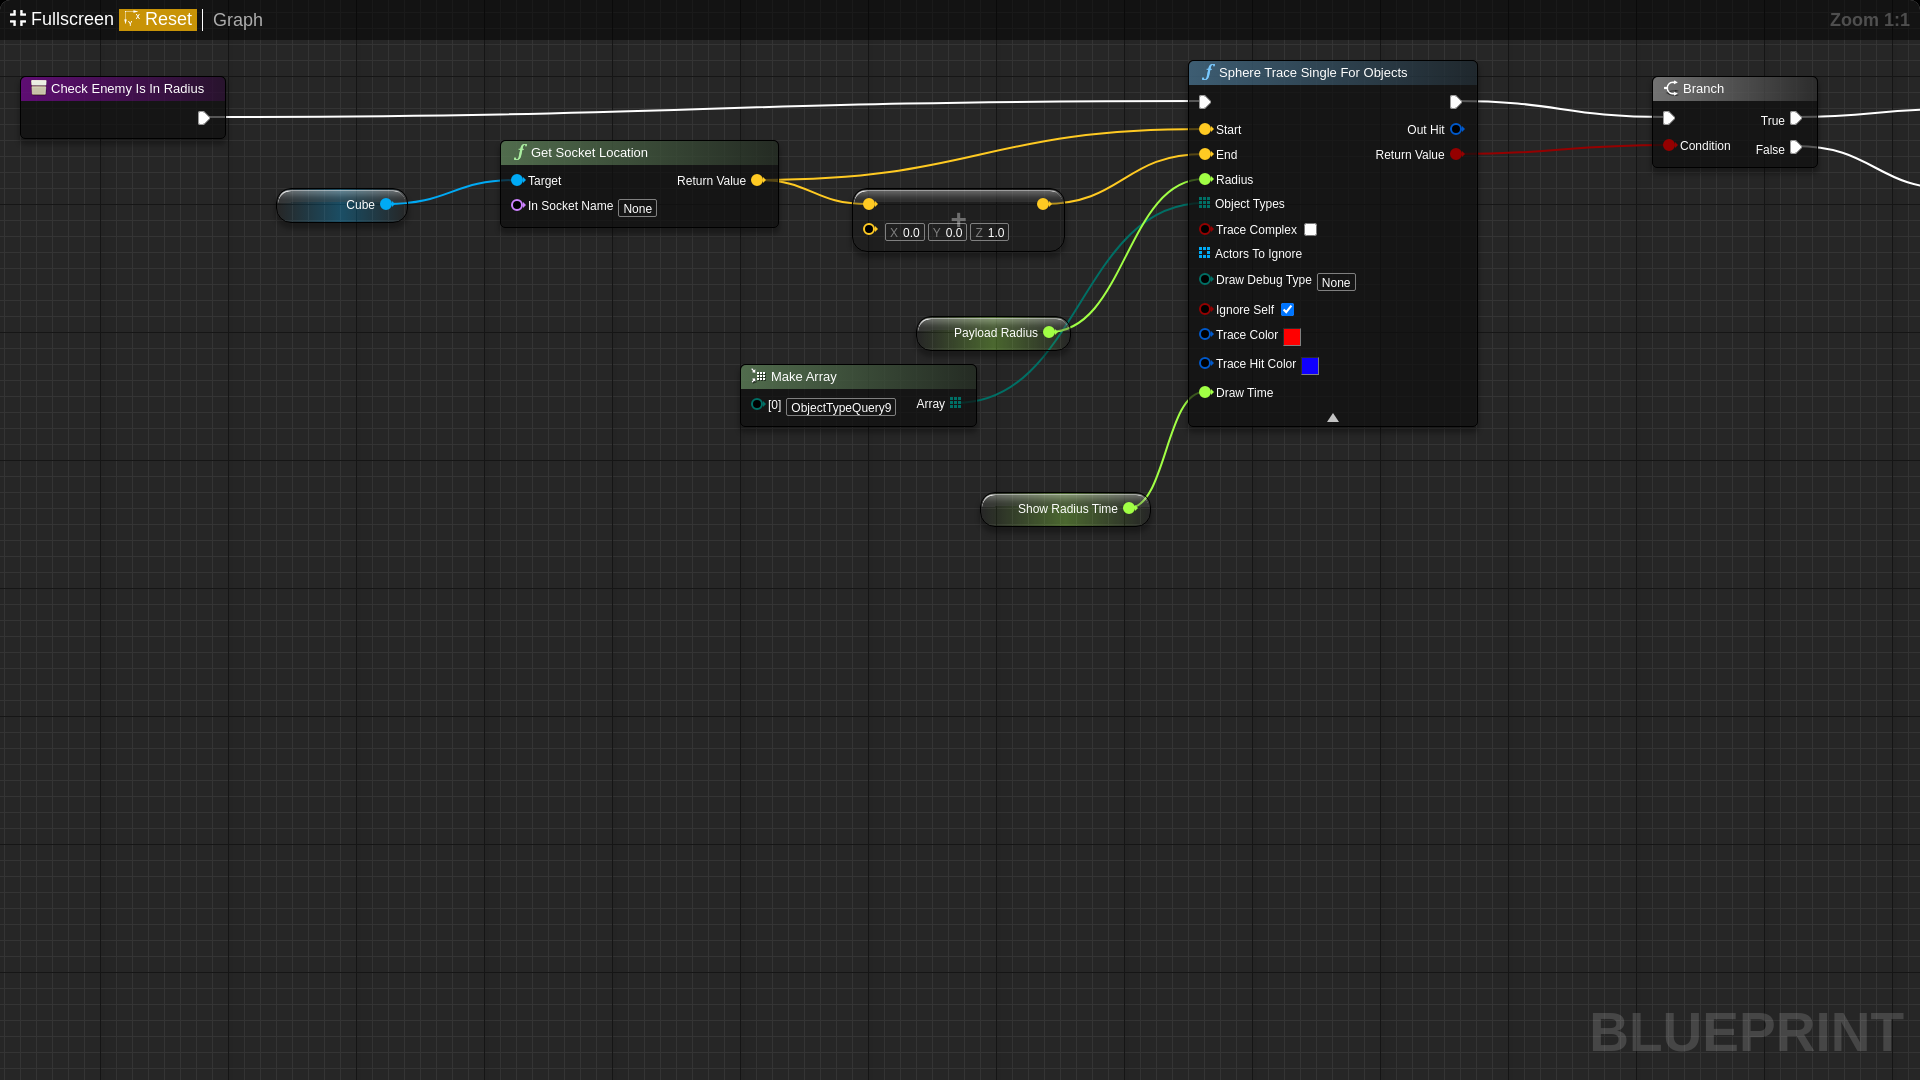 Fullscreen Reset Graph Zoom 1:1
Check Enemy Is In Radius
Cube
Get Socket Location
Target Return Value
In Socket Name None
X 0.0 Y 0.0 Z 1.0
Payload Radius
Make Array
[0] ObjectTypeQuery9 Array
Show Radius Time
Sphere Trace Single For Objects
Start Out Hit
End Return Value
Radius
Object Types
Trace Complex
Actors To Ignore
Draw Debug Type None
Ignore Self
Trace Color
Trace Hit Color
Draw Time
Branch
True
Condition
False
BLUEPRINT